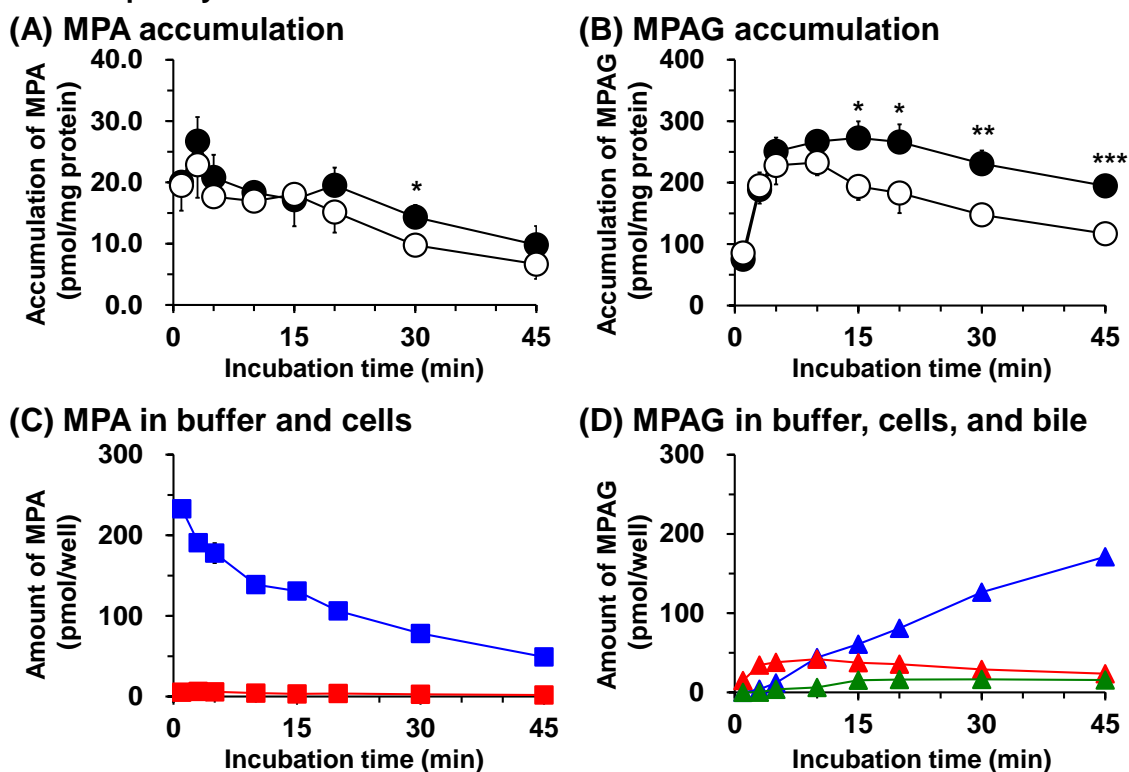 (A) MPA accumulation
Accumulation of MPA
(pmol/mg protein)
40.0
30.0
20.0
10.0
0.0
*
0
15
30
45
Incubation time (min)
(B) MPAG accumulation
Accumulation of MPAG
(pmol/mg protein)
400
300
200
100
0
*
*
**
***
0
15
30
45
Incubation time (min)
(C) MPA in buffer and cells
Amount of MPA
(pmol/well)
300
200
100
0
0
15
30
45
Incubation time (min)
(D) MPAG in buffer, cells, and bile
Amount of MPAG
(pmol/well)
300
200
100
0
0
15
30
45
Incubation time (min)